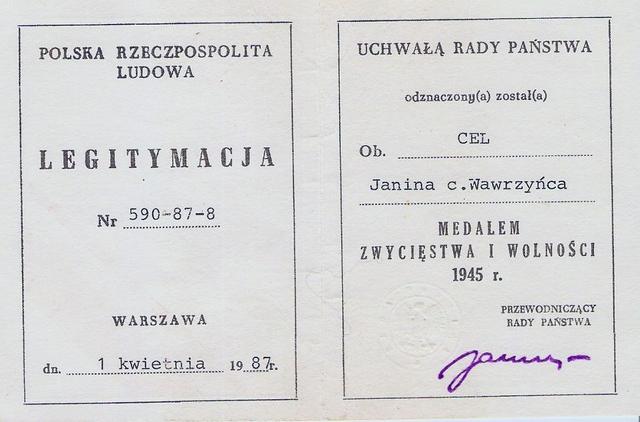 POLSKA RZECZPOSPOLITA
LUDOWA
LEGITYMACJA
Nr 590-87-8
WARSZAWA
dn. 1 kwietnia 1987r.
UCHWAŁĄ RADY PAŃSTWA
odznaczony(a) został(a)
Ob. CEL
Janina c.Wawrzyńca
MEDALEM
ZWYCIĘSTWA I WOLNOŚCI
1945 r.
PRZEWODNICZĄCY
RADY PAŃSTWA